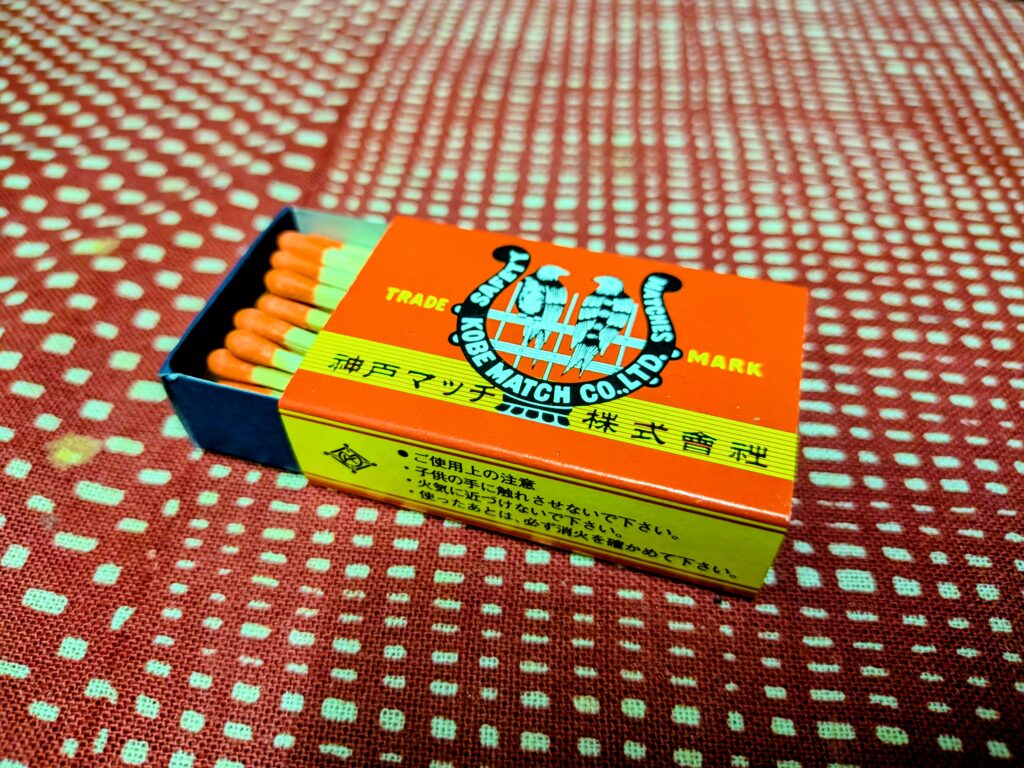 TRADE
SAFETY MATCHES
KOBE MATCH CO.,LTD.
MARK
神戸マッチ株式會社
●ご使用上の注意
・子供の手に触れさせないで下さい。
・火気に近づけないで下さい。
・使ったあとは、必ず消火を確かめて下さい。